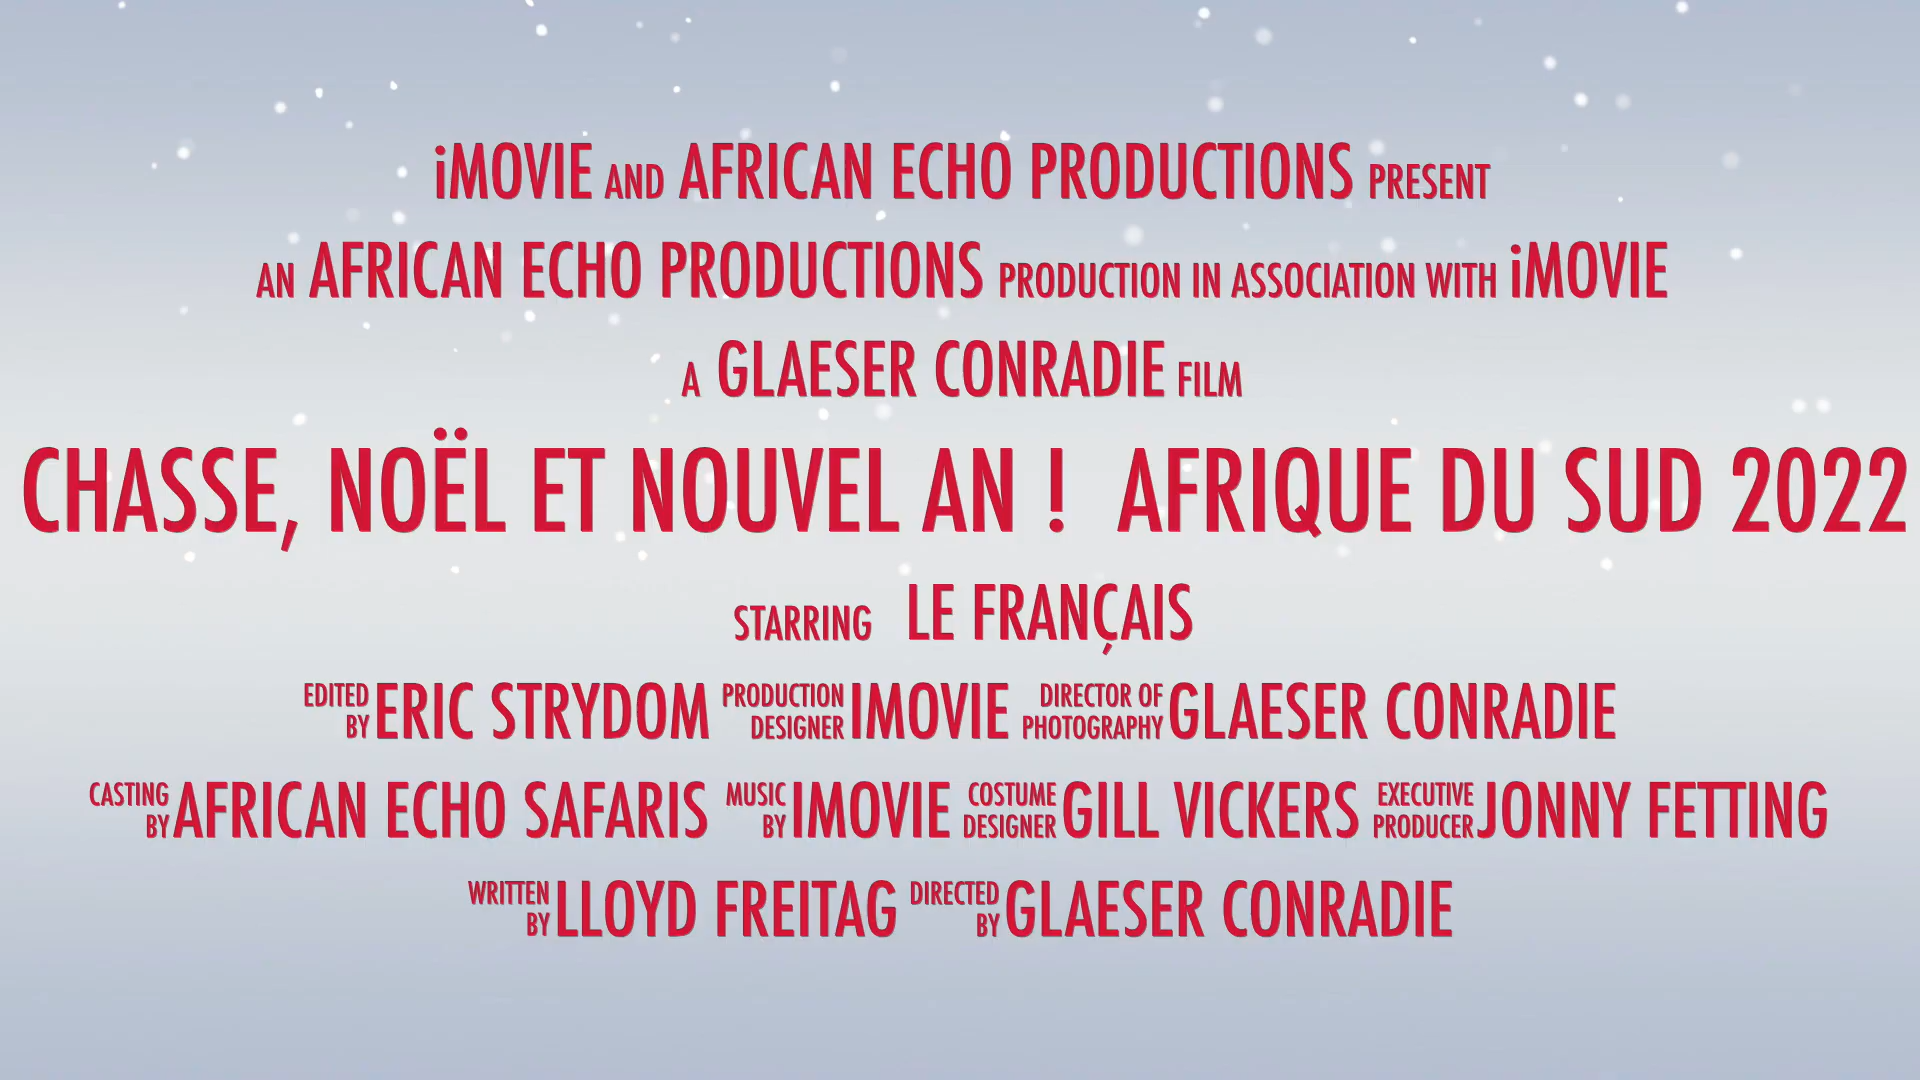 iMOVIE AND AFRICAN ECHO PRODUCTIONS PRESENT
AN AFRICAN ECHO PRODUCTIONS PRODUCTION IN ASSOCIATION WITH iMOVIE
A GLAESER CONRADIE FILM
CHASSE, NOËL ET NOUVEL AN ! AFRIQUE DU SUD 2022
STARRING LE FRANÇAIS
EDITED BY ERIC STRYDOM PRODUCTION DESIGNER IMOVIE DIRECTOR OF PHOTOGRAPHY GLAESER CONRADIE
CASTING BY AFRICAN ECHO SAFARIS MUSIC BY IMOVIE COSTUME DESIGNER GILL VICKERS EXECUTIVE PRODUCER JONNY FETTING
WRITTEN BY LLOYD FREITAG DIRECTED BY GLAESER CONRADIE